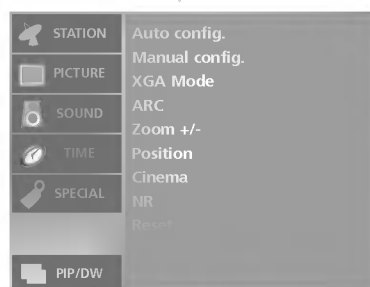 STATION
PICTURE
SOUND
TIME
SPECIAL
PIP/DW
Auto config.
Manual config.
XGA Mode
ARC
Zoom +/-
Position
Cinema
NR
Reset